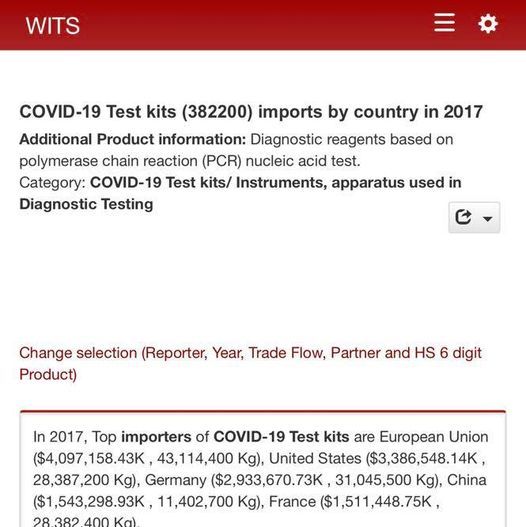 WITS
COVID-19 Test kits (382200) imports by country in 2017
Additional Product information: Diagnostic reagents based on
polymerase chain reaction (PCR) nucleic acid test.
Category: COVID-19 Test kits/ Instruments, apparatus used in
Diagnostic Testing
Change selection (Reporter, Year, Trade Flow, Partner and HS 6 digit
Product)
In 2017, Top importers of COVID-19 Test kits are European Union
($4,097,158.43K , 43,114,400 Kg), United States ($3,386,548.14K ,
28,387,200 Kg), Germany ($2,933,670.73K , 31,045,500 Kg), China
($1,543,298.93K , 11,402,700 Kg), France ($1,511,448.75K ,
28,382,400 Kg).